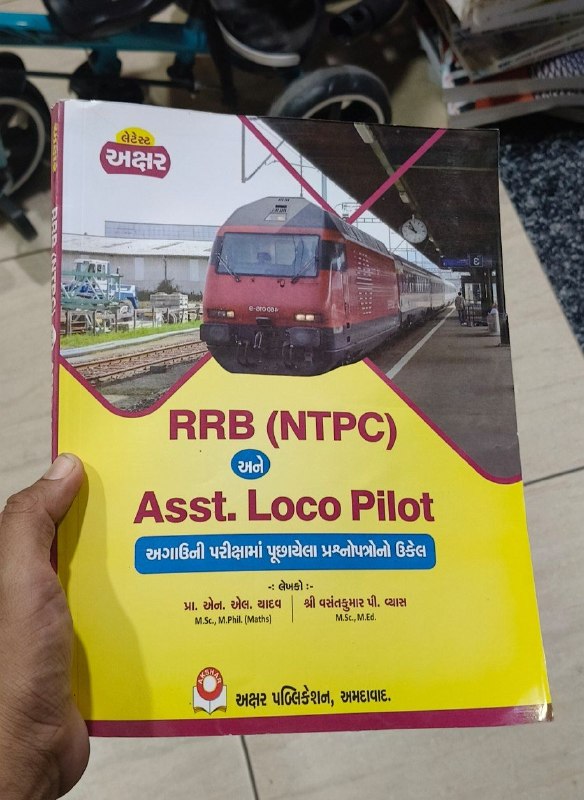 લેટેસ્ટ
અક્ષર
RRB (NTPC)
અને
Asst. Loco Pilot
અગાઉની પરીક્ષામાં પૂછાયેલા પ્રશ્નોપત્રોનો ઉકેલ
-: લેખકો :-
પ્રા. એન. એલ. યાદવ
M.Sc., M.Phil. (Maths)
શ્રી વસંતકુમાર પી. વ્યાસ
M.Sc., M.Ed.
AKSHAR
અક્ષર પબ્લિકેશન, અમદાવાદ.